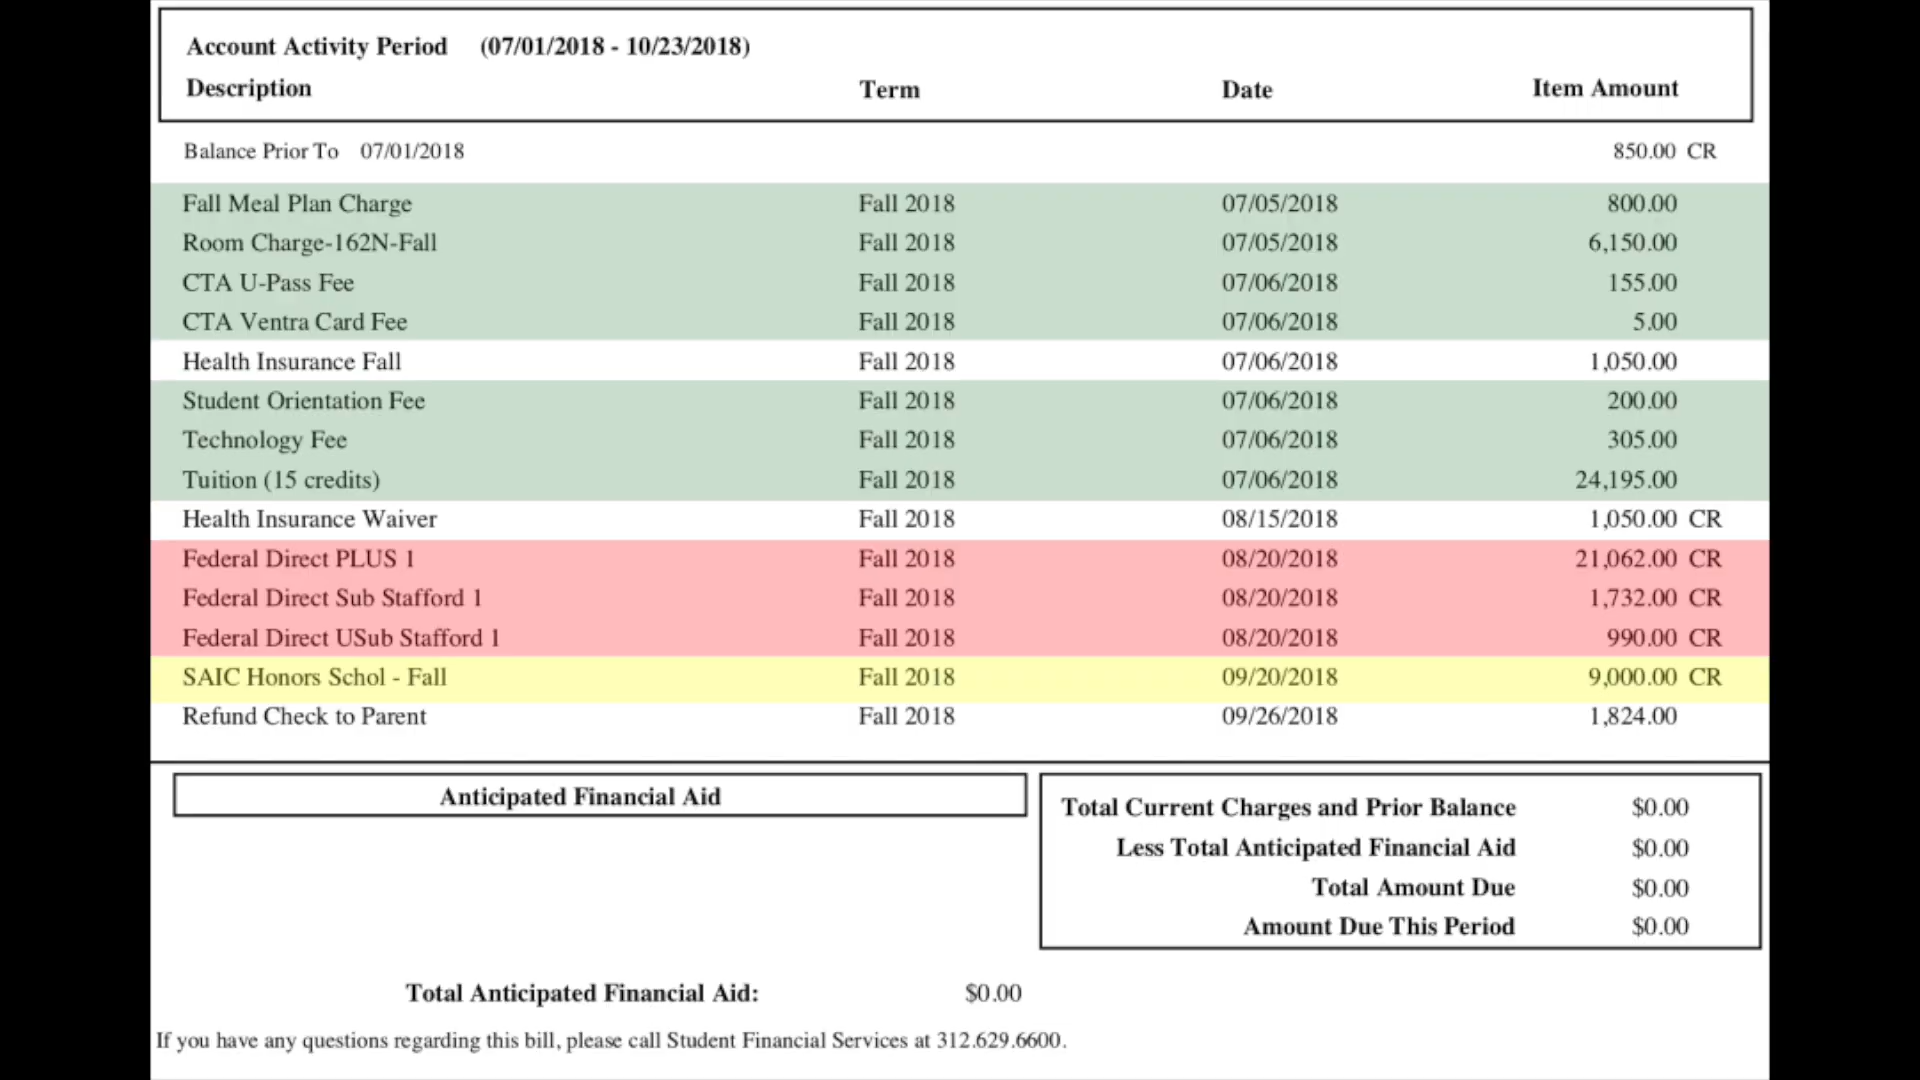 Account Activity Period (07/01/2018 - 10/23/2018)
Description Term Date Item Amount
Balance Prior To 07/01/2018 850.00 CR
Fall Meal Plan Charge Fall 2018 07/05/2018 800.00
Room Charge-162N-Fall Fall 2018 07/05/2018 6,150.00
CTA U-Pass Fee Fall 2018 07/06/2018 155.00
CTA Ventra Card Fee Fall 2018 07/06/2018 5.00
Health Insurance Fall Fall 2018 07/06/2018 1,050.00
Student Orientation Fee Fall 2018 07/06/2018 200.00
Technology Fee Fall 2018 07/06/2018 305.00
Tuition (15 credits) Fall 2018 07/06/2018 24,195.00
Health Insurance Waiver Fall 2018 08/15/2018 1,050.00 CR
Federal Direct PLUS 1 Fall 2018 08/20/2018 21,062.00 CR
Federal Direct Sub Stafford 1 Fall 2018 08/20/2018 1,732.00 CR
Federal Direct USub Stafford 1 Fall 2018 08/20/2018 990.00 CR
SAIC Honors Schol - Fall Fall 2018 09/20/2018 9,000.00 CR
Refund Check to Parent Fall 2018 09/26/2018 1,824.00
Anticipated Financial Aid
Total Current Charges and Prior Balance $0.00
Less Total Anticipated Financial Aid $0.00
Total Amount Due $0.00
Amount Due This Period $0.00
Total Anticipated Financial Aid: $0.00
If you have any questions regarding this bill, please call Student Financial Services at 312.629.6600.